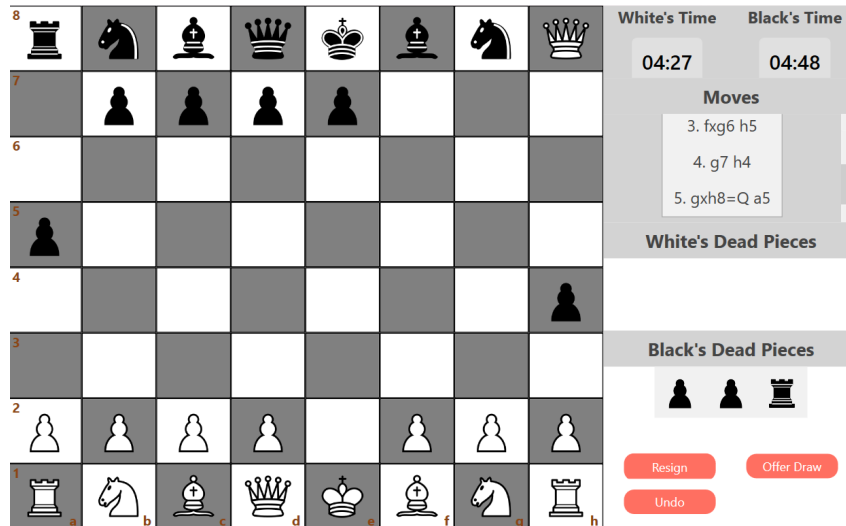 8
7
6
5
4
3
2
1
a b c d e f g h
White's Time Black's Time
04:27 04:48
Moves
3. fxg6 h5
4. g7 h4
5. gxh8=Q a5
White's Dead Pieces
Black's Dead Pieces
Resign Offer Draw
Undo